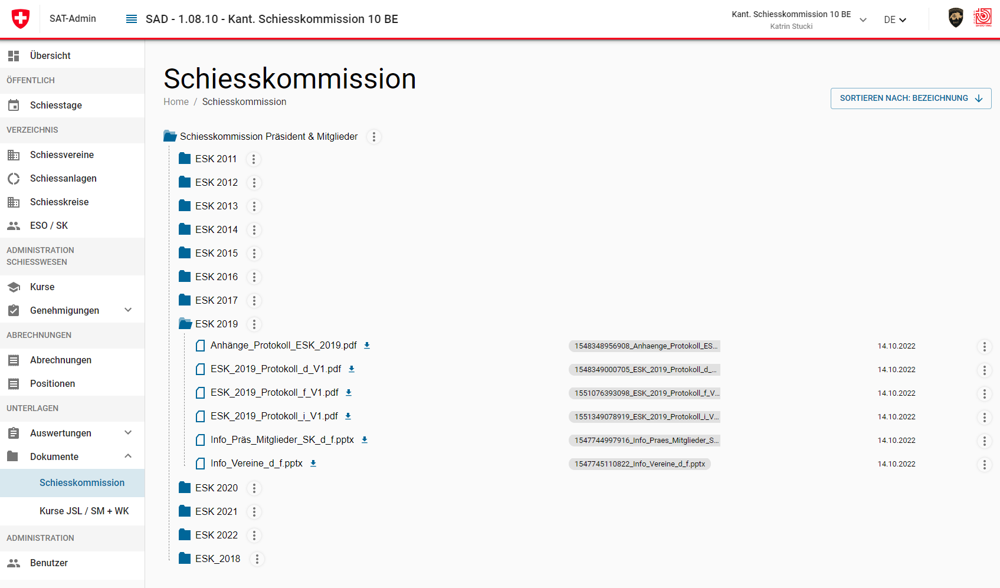 SAT-Admin
SAD - 1.08.10 - Kant. Schiesskommission 10 BE
Kant. Schiesskommission 10 BE
Katrin Stucki
DE
Übersicht
ÖFFENTLICH
Schiesstage
VERZEICHNIS
Schiessvereine
Schiessanlagen
Schiesskreise
ESO / SK
ADMINISTRATION
SCHIESSWESEN
Kurse
Genehmigungen
ABRECHNUNGEN
Abrechnungen
Positionen
UNTERLAGEN
Auswertungen
Dokumente
Schiesskommission
Kurse JSL / SM + WK
ADMINISTRATION
Benutzer
Schiesskommission
Home / Schiesskommission
SORTIEREN NACH: BEZEICHNUNG
Schiesskommission Präsident & Mitglieder
ESK 2011
ESK 2012
ESK 2013
ESK 2014
ESK 2015
ESK 2016
ESK 2017
ESK 2019
Anhänge_Protokoll_ESK_2019.pdf 1548348956908_Anhaenge_Protokoll_ES... 14.10.2022
ESK_2019_Protokoll_d_V1.pdf 1548349000705_ESK_2019_Protokoll_d_... 14.10.2022
ESK_2019_Protokoll_f_V1.pdf 1551076393098_ESK_2019_Protokoll_f_V... 14.10.2022
ESK_2019_Protokoll_i_V1.pdf 1551349078919_ESK_2019_Protokoll_i_V... 14.10.2022
Info_Präs_Mitglieder_SK_d_f.pptx 1547744997916_Info_Praes_Mitglieder_S... 14.10.2022
Info_Vereine_d_f.pptx 1547745110822_Info_Vereine_d_f.pptx 14.10.2022
ESK 2020
ESK 2021
ESK 2022
ESK_2018